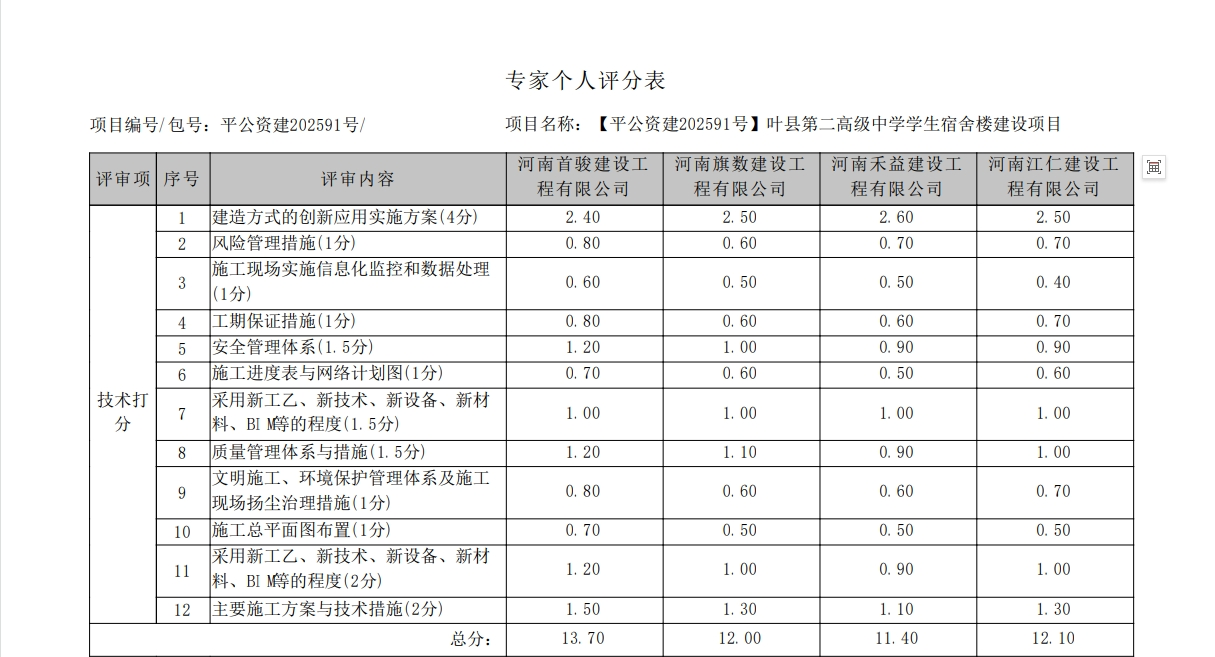 专家个人评分表
项目编号/包号：平公资建202591号/ 项目名称：【平公资建202591号】叶县第二高级中学学生宿舍楼建设项目
评审项 序号 评审内容 河南首骏建设工程有限公司 河南旗数建设工程有限公司 河南禾益建设工程有限公司 河南江仁建设工程有限公司
技术打分
1 建造方式的创新应用实施方案(4分) 2.40 2.50 2.60 2.50
2 风险管理措施(1分) 0.80 0.60 0.70 0.70
3 施工现场实施信息化监控和数据处理(1分) 0.60 0.50 0.50 0.40
4 工期保证措施(1分) 0.80 0.60 0.60 0.70
5 安全管理体系(1.5分) 1.20 1.00 0.90 0.90
6 施工进度表与网络计划图(1分) 0.70 0.60 0.50 0.60
7 采用新工乙、新技术、新设备、新材料、BIM等的程度(1.5分) 1.00 1.00 1.00 1.00
8 质量管理体系与措施(1.5分) 1.20 1.10 0.90 1.00
9 文明施工、环境保护管理体系及施工现场扬尘治理措施(1分) 0.80 0.60 0.60 0.70
10 施工总平面图布置(1分) 0.70 0.50 0.50 0.50
11 采用新工乙、新技术、新设备、新材料、BIM等的程度(2分) 1.20 1.00 0.90 1.00
12 主要施工方案与技术措施(2分) 1.50 1.30 1.10 1.30
总分： 13.70 12.00 11.40 12.10